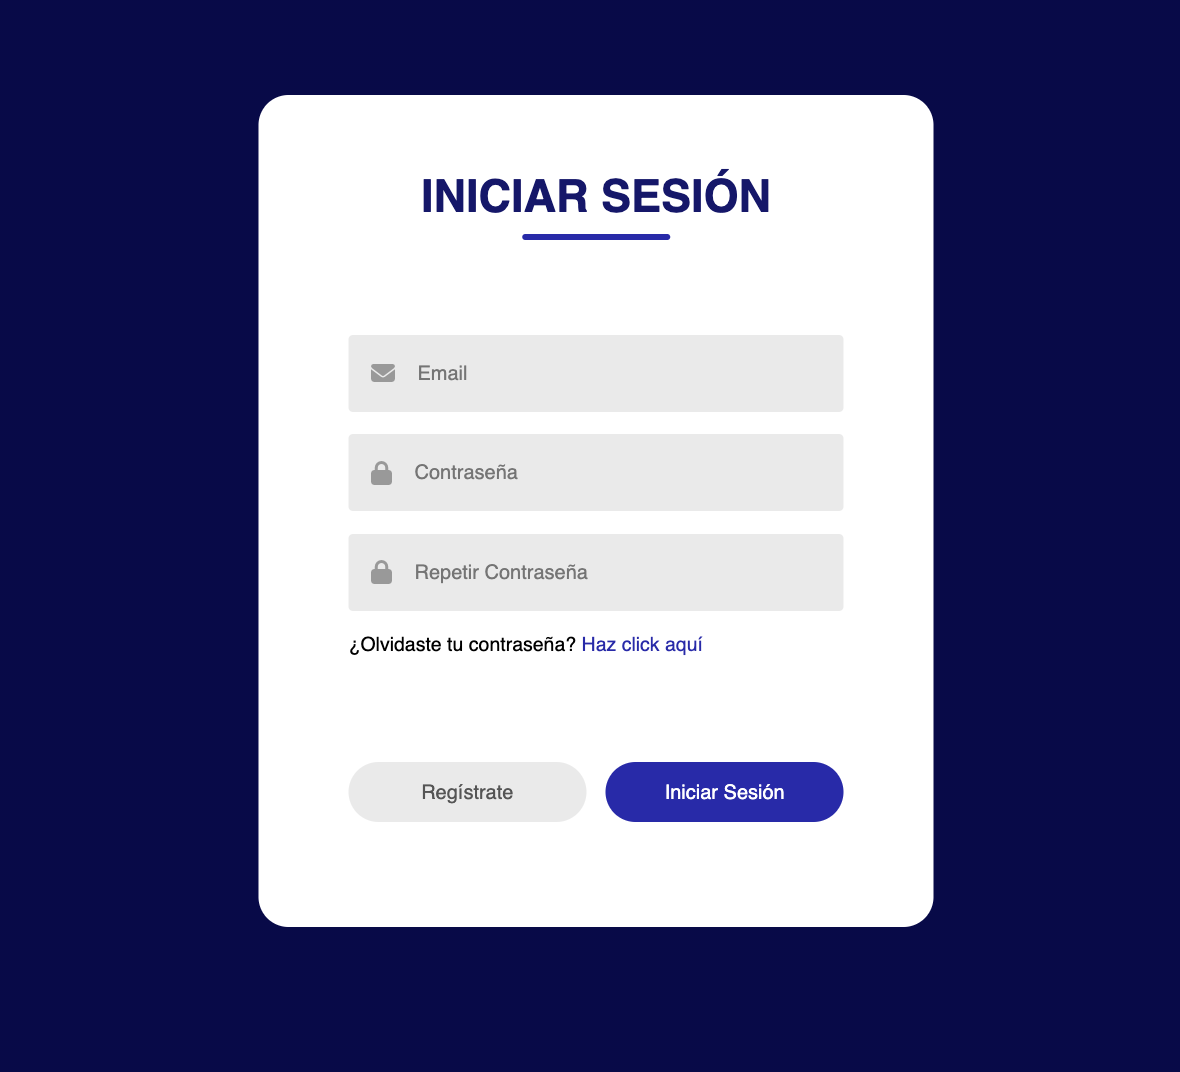 INICIAR SESIÓN
Email
Contraseña
Repetir Contraseña
¿Olvidaste tu contraseña? Haz click aquí
Regístrate
Iniciar Sesión